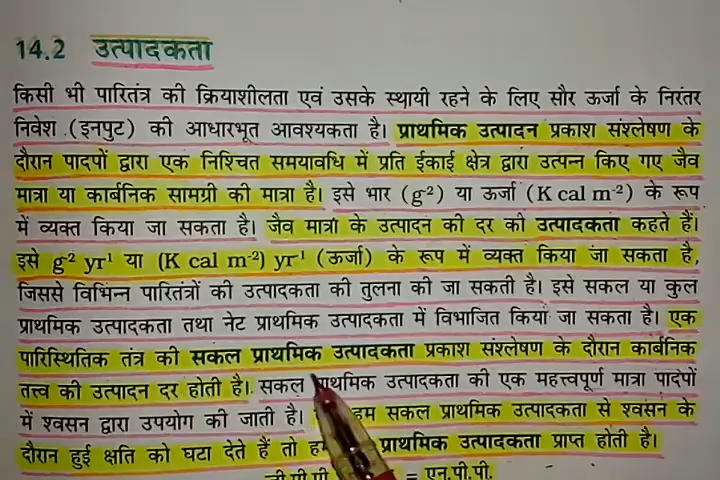 14.2 उत्पादकता
किसी भी पारितंत्र की क्रियाशीलता एवं उसके स्थायी रहने के लिए सौर ऊर्जा के निरंतर
निवेश (इनपुट) की आधारभूत आवश्यकता है। प्राथमिक उत्पादन प्रकाश संश्लेषण के
दौरान पादपों द्वारा एक निश्चित समयावधि में प्रति ईकाई क्षेत्र द्वारा उत्पन्न किए गए जैव
मात्रा या कार्बनिक सामग्री की मात्रा है। इसे भार (g⁻²) या ऊर्जा (K cal m⁻²) के रूप
में व्यक्त किया जा सकता है। जैव मात्रा के उत्पादन की दर को उत्पादकता कहते हैं।
इसे g⁻² yr⁻¹ या (K cal m⁻²) yr⁻¹ (ऊर्जा) के रूप में व्यक्त किया जा सकता है,
जिससे विभिन्न पारितंत्रों की उत्पादकता की तुलना की जा सकती है। इसे सकल या कुल
प्राथमिक उत्पादकता तथा नेट प्राथमिक उत्पादकता में विभाजित किया जा सकता है। एक
पारिस्थितिक तंत्र की सकल प्राथमिक उत्पादकता प्रकाश संश्लेषण के दौरान कार्बनिक
तत्त्व की उत्पादन दर होती है। सकल प्राथमिक उत्पादकता की एक महत्त्वपूर्ण मात्रा पादपों
में श्वसन द्वारा उपयोग की जाती है। हम सकल प्राथमिक उत्पादकता से श्वसन के
दौरान हुई क्षति को घटा देते हैं तो प्राथमिक उत्पादकता प्राप्त होती है।
= एन.पी.पी.